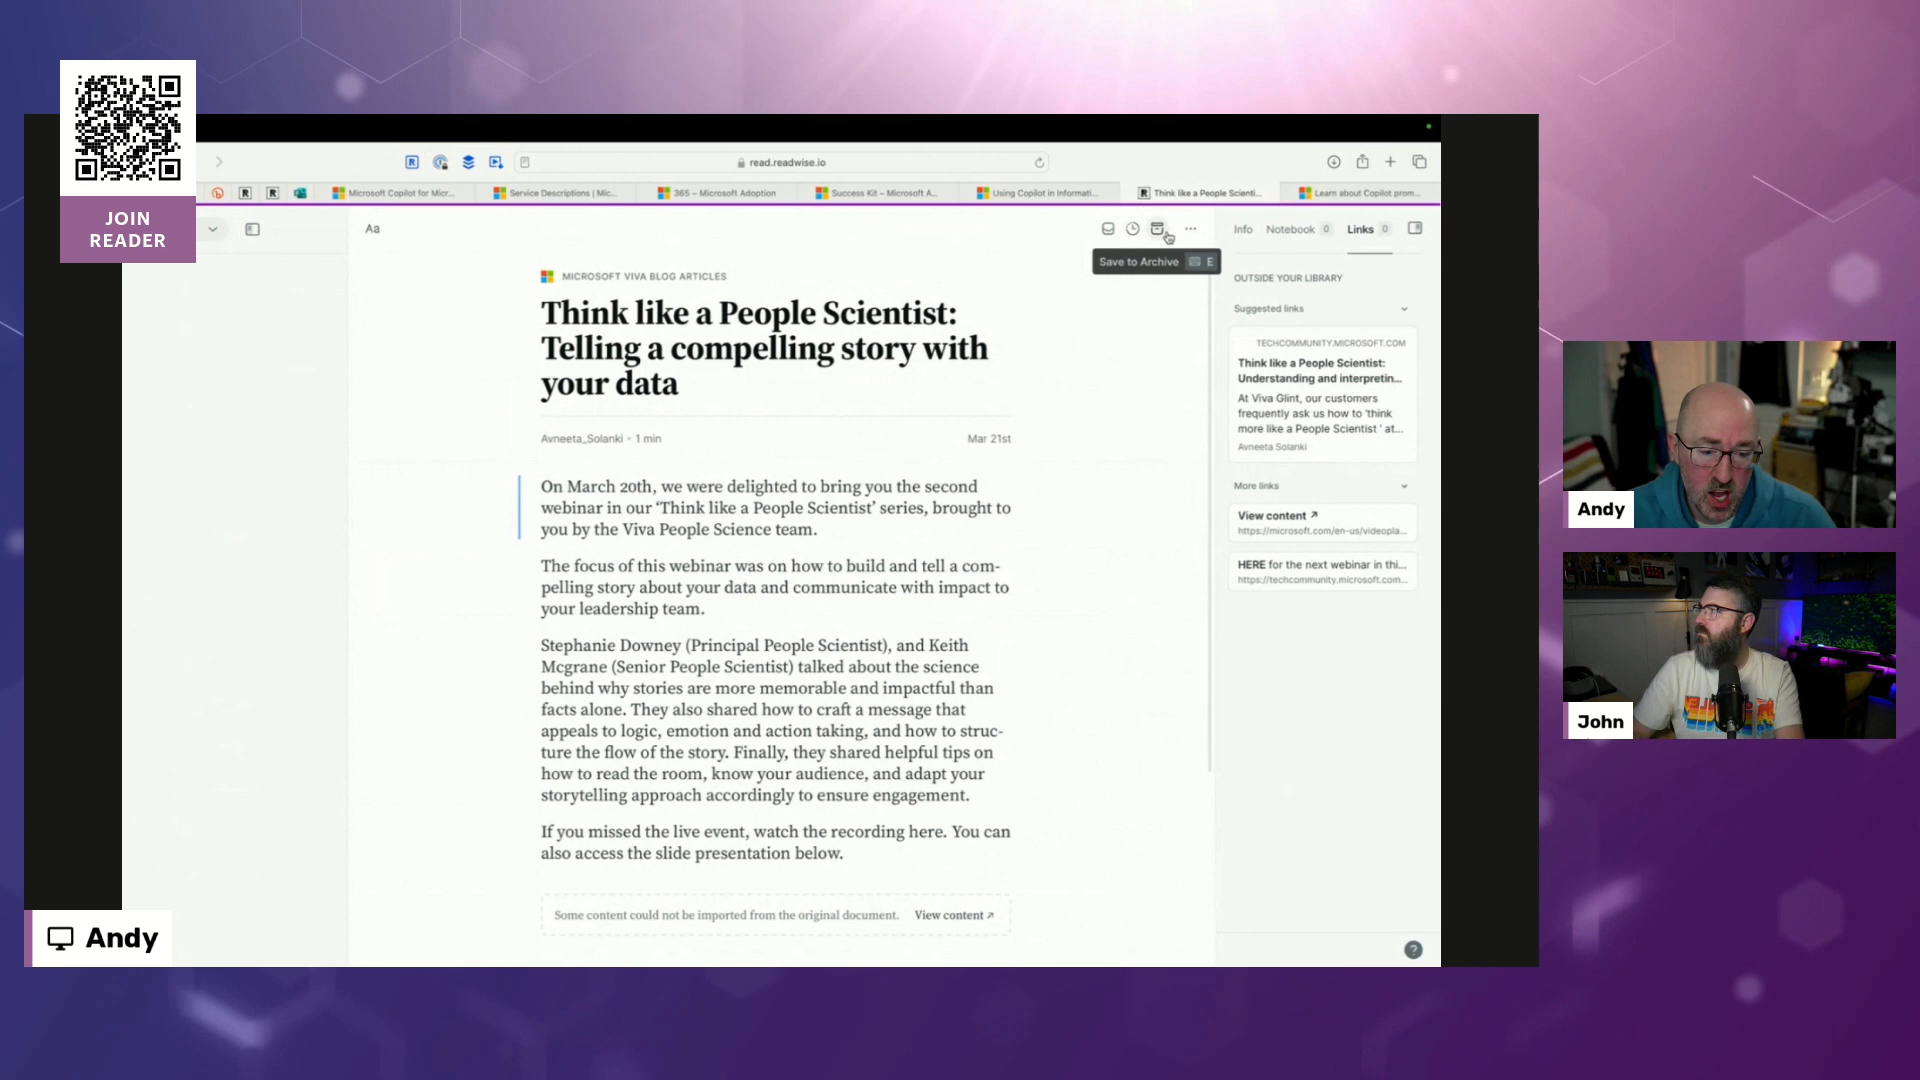 JOIN
READER
read.readwise.io
Microsoft Copilot for Micr...
Service Descriptions | Mic...
365 – Microsoft Adoption
Success Kit – Microsoft A...
Using Copilot in Informati...
Think like a People Scienti...
Learn about Copilot prom...
Aa
Save to Archive E
Info
Notebook 0
Links 0
MICROSOFT VIVA BLOG ARTICLES
Think like a People Scientist:
Telling a compelling story with
your data
Avneeta_Solanki • 1 min
Mar 21st
On March 20th, we were delighted to bring you the second
webinar in our ‘Think like a People Scientist’ series, brought to
you by the Viva People Science team.
The focus of this webinar was on how to build and tell a com-
pelling story about your data and communicate with impact to
your leadership team.
Stephanie Downey (Principal People Scientist), and Keith
Mcgrane (Senior People Scientist) talked about the science
behind why stories are more memorable and impactful than
facts alone. They also shared how to craft a message that
appeals to logic, emotion and action taking, and how to struc-
ture the flow of the story. Finally, they shared helpful tips on
how to read the room, know your audience, and adapt your
storytelling approach accordingly to ensure engagement.
If you missed the live event, watch the recording here. You can
also access the slide presentation below.
Some content could not be imported from the original document. View content ↗
OUTSIDE YOUR LIBRARY
Suggested links
TECHCOMMUNITY.MICROSOFT.COM
Think like a People Scientist:
Understanding and interpretin...
At Viva Glint, our customers
frequently ask us how to 'think
more like a People Scientist ' at...
Avneeta Solanki
More links
View content ↗
https://microsoft.com/en-us/videopla...
HERE for the next webinar in thi...
https://techcommunity.microsoft.com...
?
Andy
Andy
John